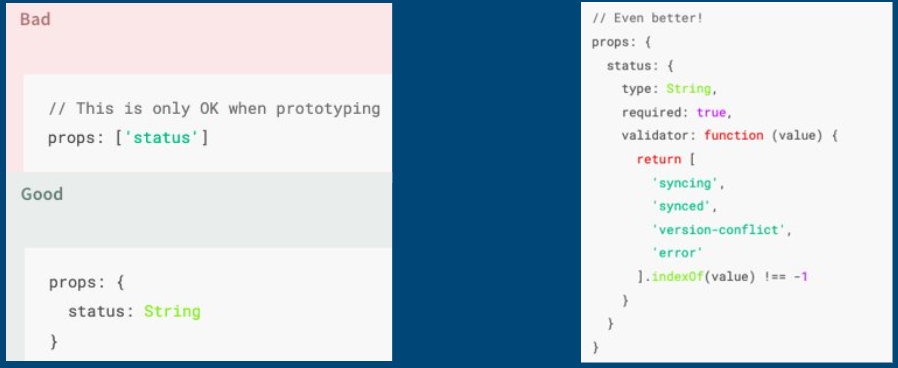 Bad
// This is only OK when prototyping
props: ['status']
Good
props: {
  status: String
}
// Even better!
props: {
  status: {
    type: String,
    required: true,
    validator: function (value) {
      return [
        'syncing',
        'synced',
        'version-conflict',
        'error'
      ].indexOf(value) !== -1
    }
  }
}